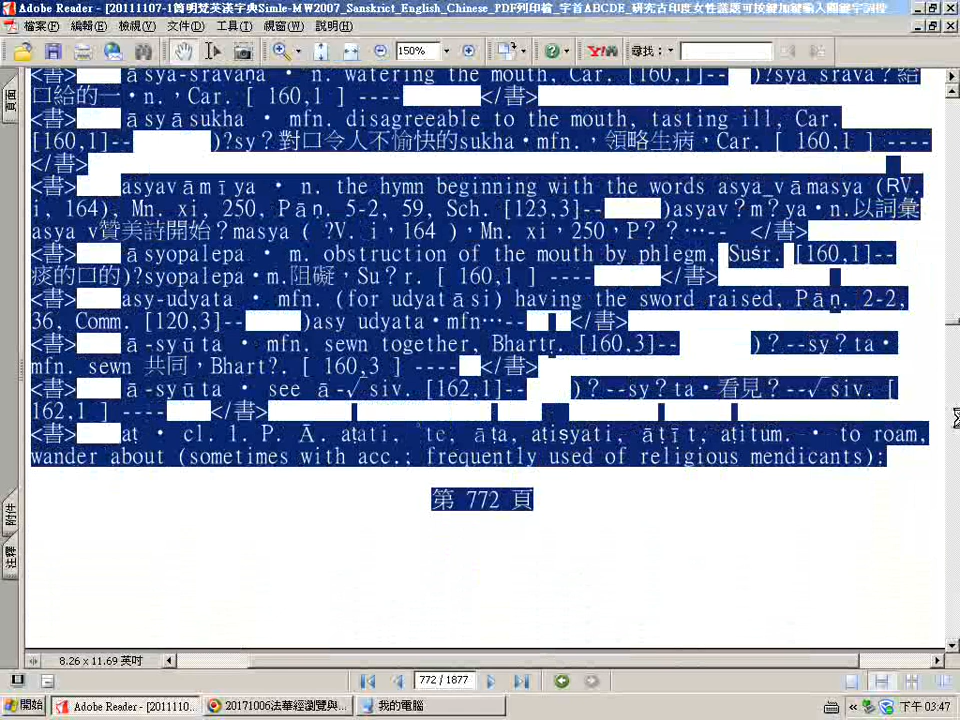 Adobe Reader - [20111107-1簡明梵英漢字典Simle-MW2007_Sanskrict_English_Chinese_PDF列印檔_字首ABCDE_研究古印度女性議題可按鍵加鍵輸入關鍵字詞檢
檔案(F) 編輯(E) 檢視(V) 文件(D) 工具(T) 視窗(W) 說明(H)
150% 尋找：
頁面
<書> āsya-sravaṇa • n. watering the mouth, Car. [160,1]-- )?sya srava？給
口給的一•n.，Car. [ 160,1 ] ---- </書>
<書> āsyāsukha • mfn. disagreeable to the mouth, tasting ill, Car.
[160,1]-- )?sy？對口令人不愉快的sukha•mfn.，領略生病，Car. [ 160,1 ] ----
</書>
<書> asyavāmīya • n. the hymn beginning with the words asya vāmasya (RV.
i, 164), Mn. xi, 250, Pāṇ. 5-2, 59, Sch. [123,3]-- )asyav？m？ya•n.以詞彙
asya v贊美詩開始？masya ( ?V. i，164 )，Mn. xi，250，P？？…-- </書>
<書> āsyopalepa • m. obstruction of the mouth by phlegm, Suśr. [160,1]--
痰的口的)?syopalepa•m.阻礙，Su？r. [ 160,1 ] ---- </書>
<書> asy-udyata • mfn. (for udyatāsi) having the sword raised, Pāṇ. 2-2,
36, Comm. [120,3]-- )asy udyata•mfn…-- </書>
<書> ā-syūta • mfn. sewn together, Bhartṛ. [160,3]-- )？--sy？ta•
mfn. sewn 共同，Bhart?. [ 160,3 ] ---- </書>
<書> ā-syūta • see ā-√siv. [162,1]-- )？--sy？ta•看見？--√siv. [
162,1 ] ---- </書>
<書> aṭ • cl. 1. P. Ā. aṭati, °te, āṭa, aṭiṣyati, āṭīt, aṭitum. • to roam,
wander about (sometimes with acc.; frequently used of religious mendicants);
第 772 頁
附件
注釋
8.26 x 11.69 英吋
772 / 1877
開始 Adobe Reader - [2011110... 20171006法華經瀏覽與... 我的電腦 下午 03:47